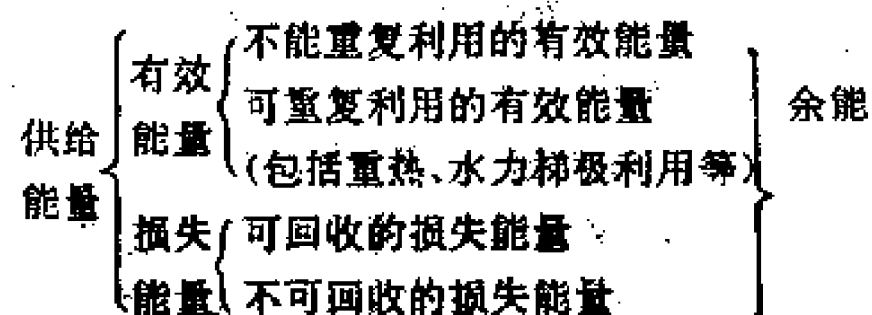 供给能量
有效能量
不能重复利用的有效能量
可重复利用的有效能量
(包括重热、水力梯极利用等)
损失能量
可回收的损失能量
不可回收的损失能量
余能